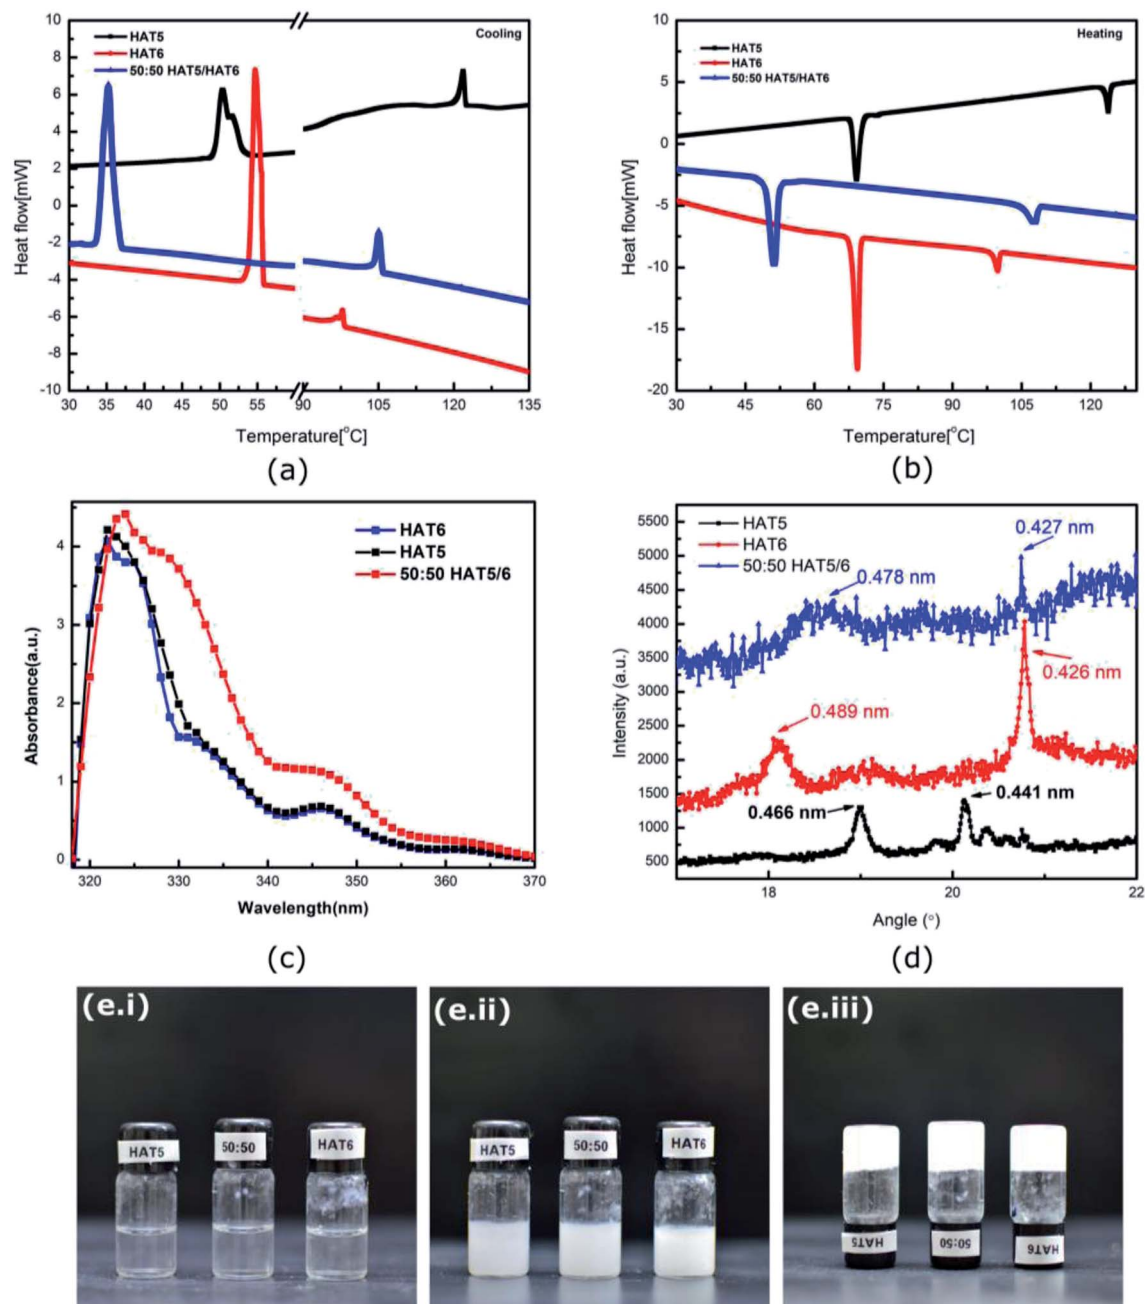 Cooling
HAT5
HAT6
50:50 HAT5/HAT6
10
8
6
4
2
0
-2
-4
-6
-8
-10
Heat flow[mW]
30 35 40 45 50 55 90 105 120 135
Temperature[°C]
(a)
Heating
HAT5
HAT6
50:50 HAT5/HAT6
10
5
0
-5
-10
-15
-20
Heat flow[mW]
30 45 60 75 90 105 120
Temperature[°C]
(b)
HAT6
HAT5
50:50 HAT5/6
4
3
2
1
0
Absorbance(a.u.)
320 330 340 350 360 370
Wavelength(nm)
(c)
HAT5
HAT6
50:50 HAT5/6
0.427 nm
0.478 nm
0.426 nm
0.489 nm
0.441 nm
0.466 nm
5500
5000
4500
4000
3500
3000
2500
2000
1500
1000
500
Intensity (a.u.)
18 20 22
Angle (°)
(d)
(e.i)
HAT5 50:50 HAT6
(e.ii)
HAT5 50:50 HAT6
(e.iii)
HAT5 50:50 HAT6